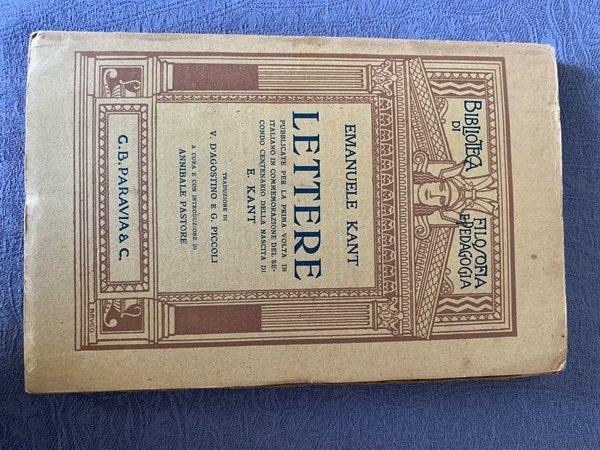 BIBLIOTECA
DI
FILOSOFIA
E PEDAGOGIA
EMANUELE KANT
LETTERE
PUBBLICATE PER LA PRIMA VOLTA IN
ITALIANO IN COMMEMORAZIONE DEL SE-
CONDO CENTENARIO DELLA NASCITA DI
E. KANT
TRADUZIONE DI
V. D'AGOSTINO E G. PICCOLI
A CURA E CON INTRODUZIONE DI
ANNIBALE PASTORE
G. B. PARAVIA & C.